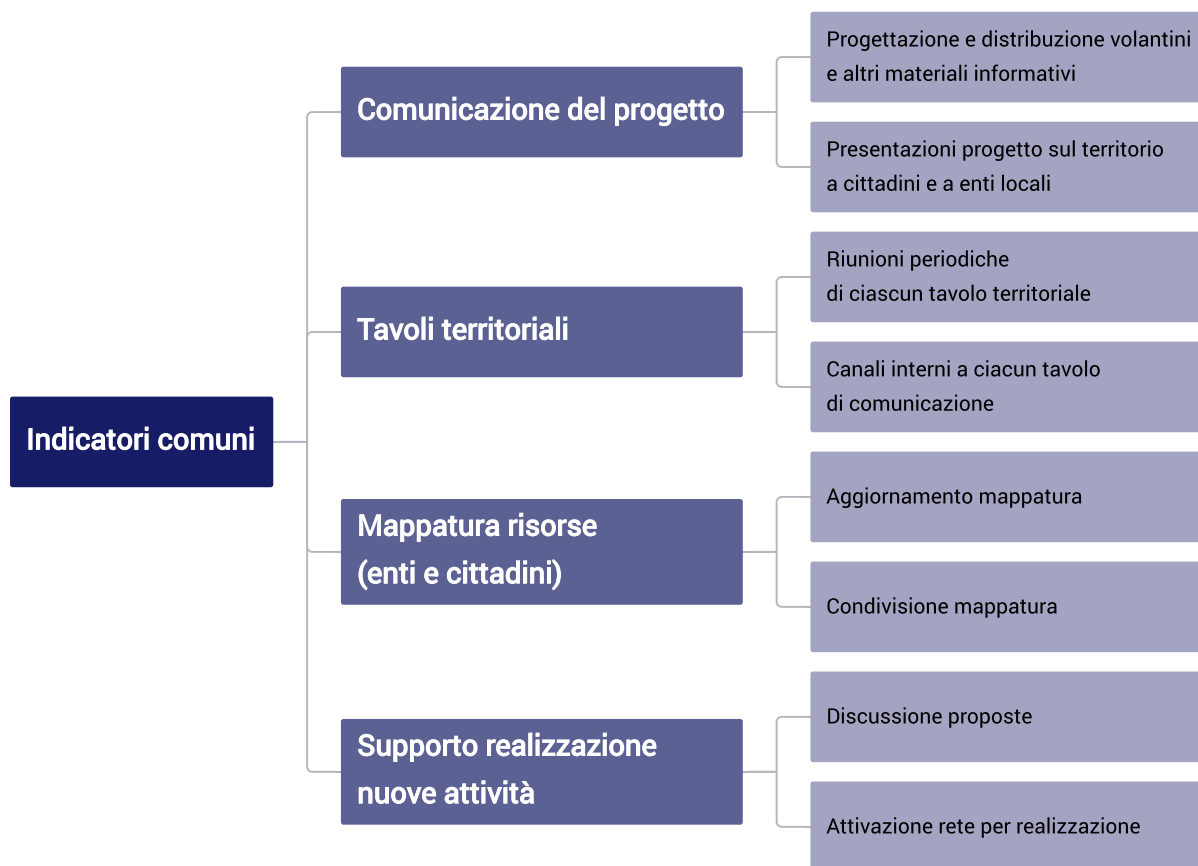 Indicatori comuni
Comunicazione del progetto
Progettazione e distribuzione volantini
e altri materiali informativi
Presentazioni progetto sul territorio
a cittadini e a enti locali
Tavoli territoriali
Riunioni periodiche
di ciascun tavolo territoriale
Canali interni a ciacun tavolo
di comunicazione
Mappatura risorse
(enti e cittadini)
Aggiornamento mappatura
Condivisione mappatura
Supporto realizzazione
nuove attività
Discussione proposte
Attivazione rete per realizzazione